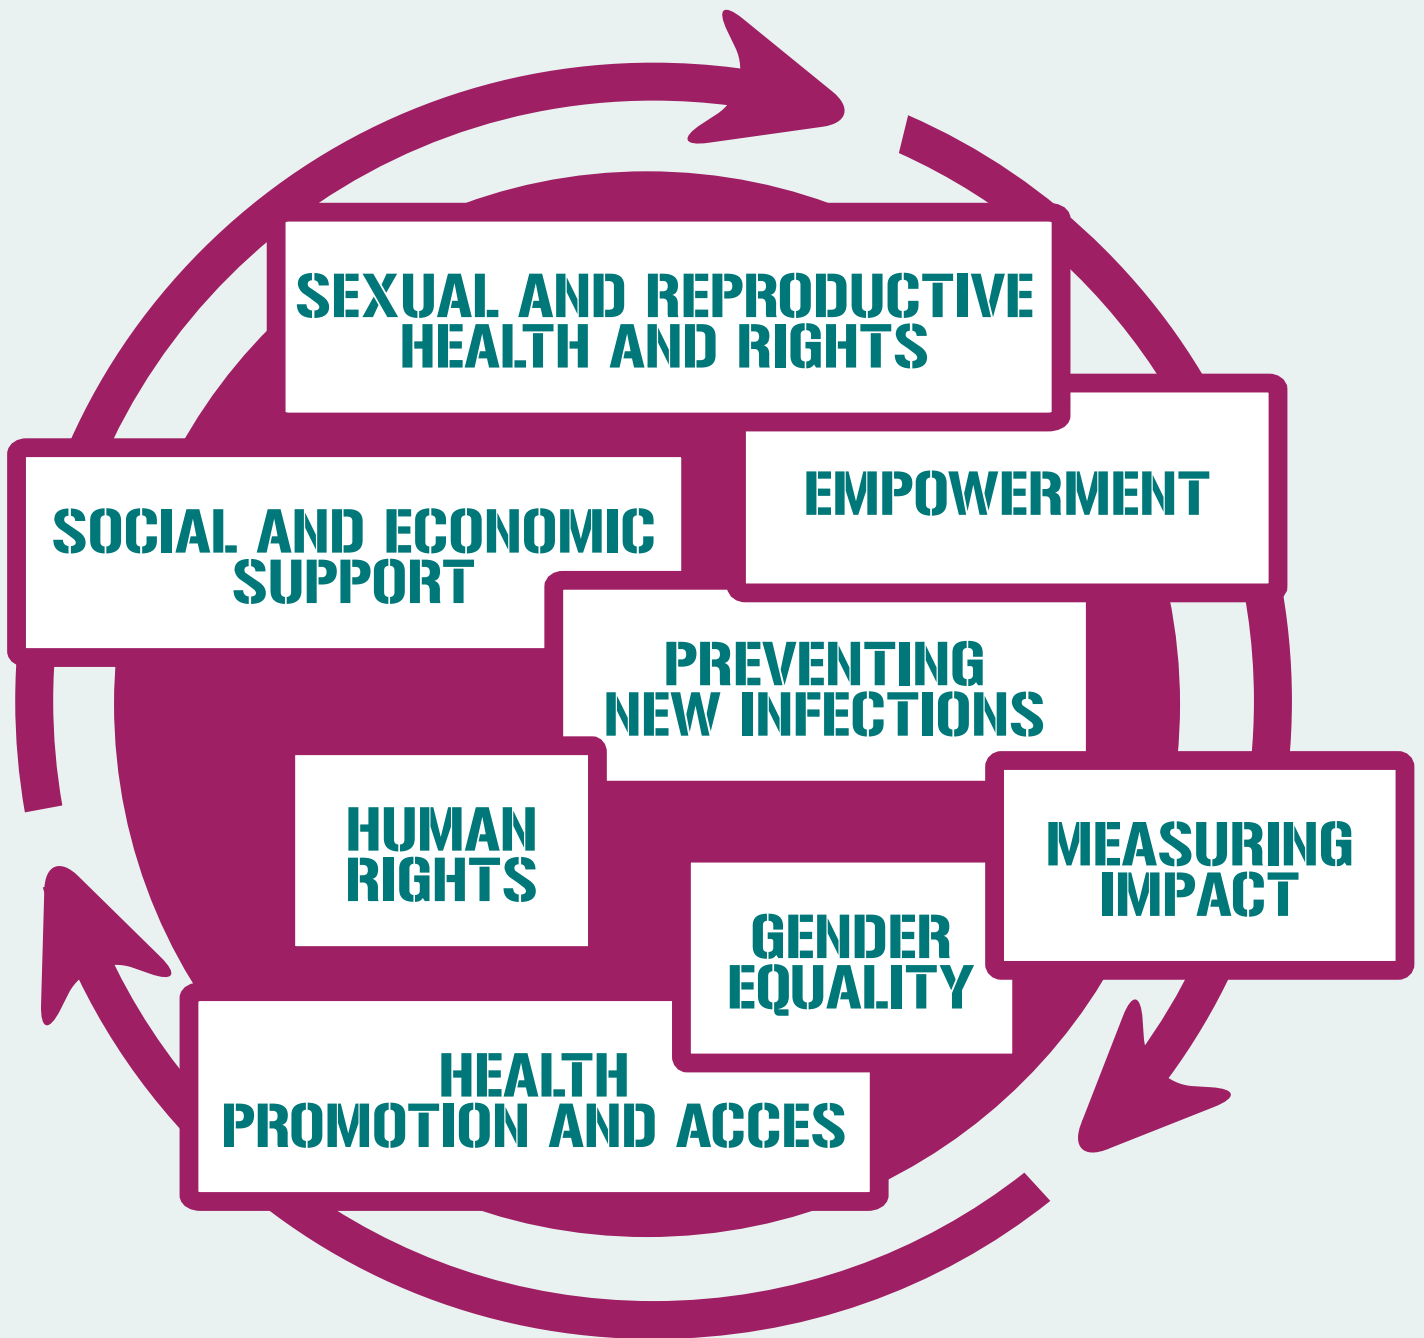 SEXUAL AND REPRODUCTIVE
HEALTH AND RIGHTS
EMPOWERMENT
SOCIAL AND ECONOMIC
SUPPORT
PREVENTING
NEW INFECTIONS
HUMAN
RIGHTS
MEASURING
IMPACT
GENDER
EQUALITY
HEALTH
PROMOTION AND ACCES